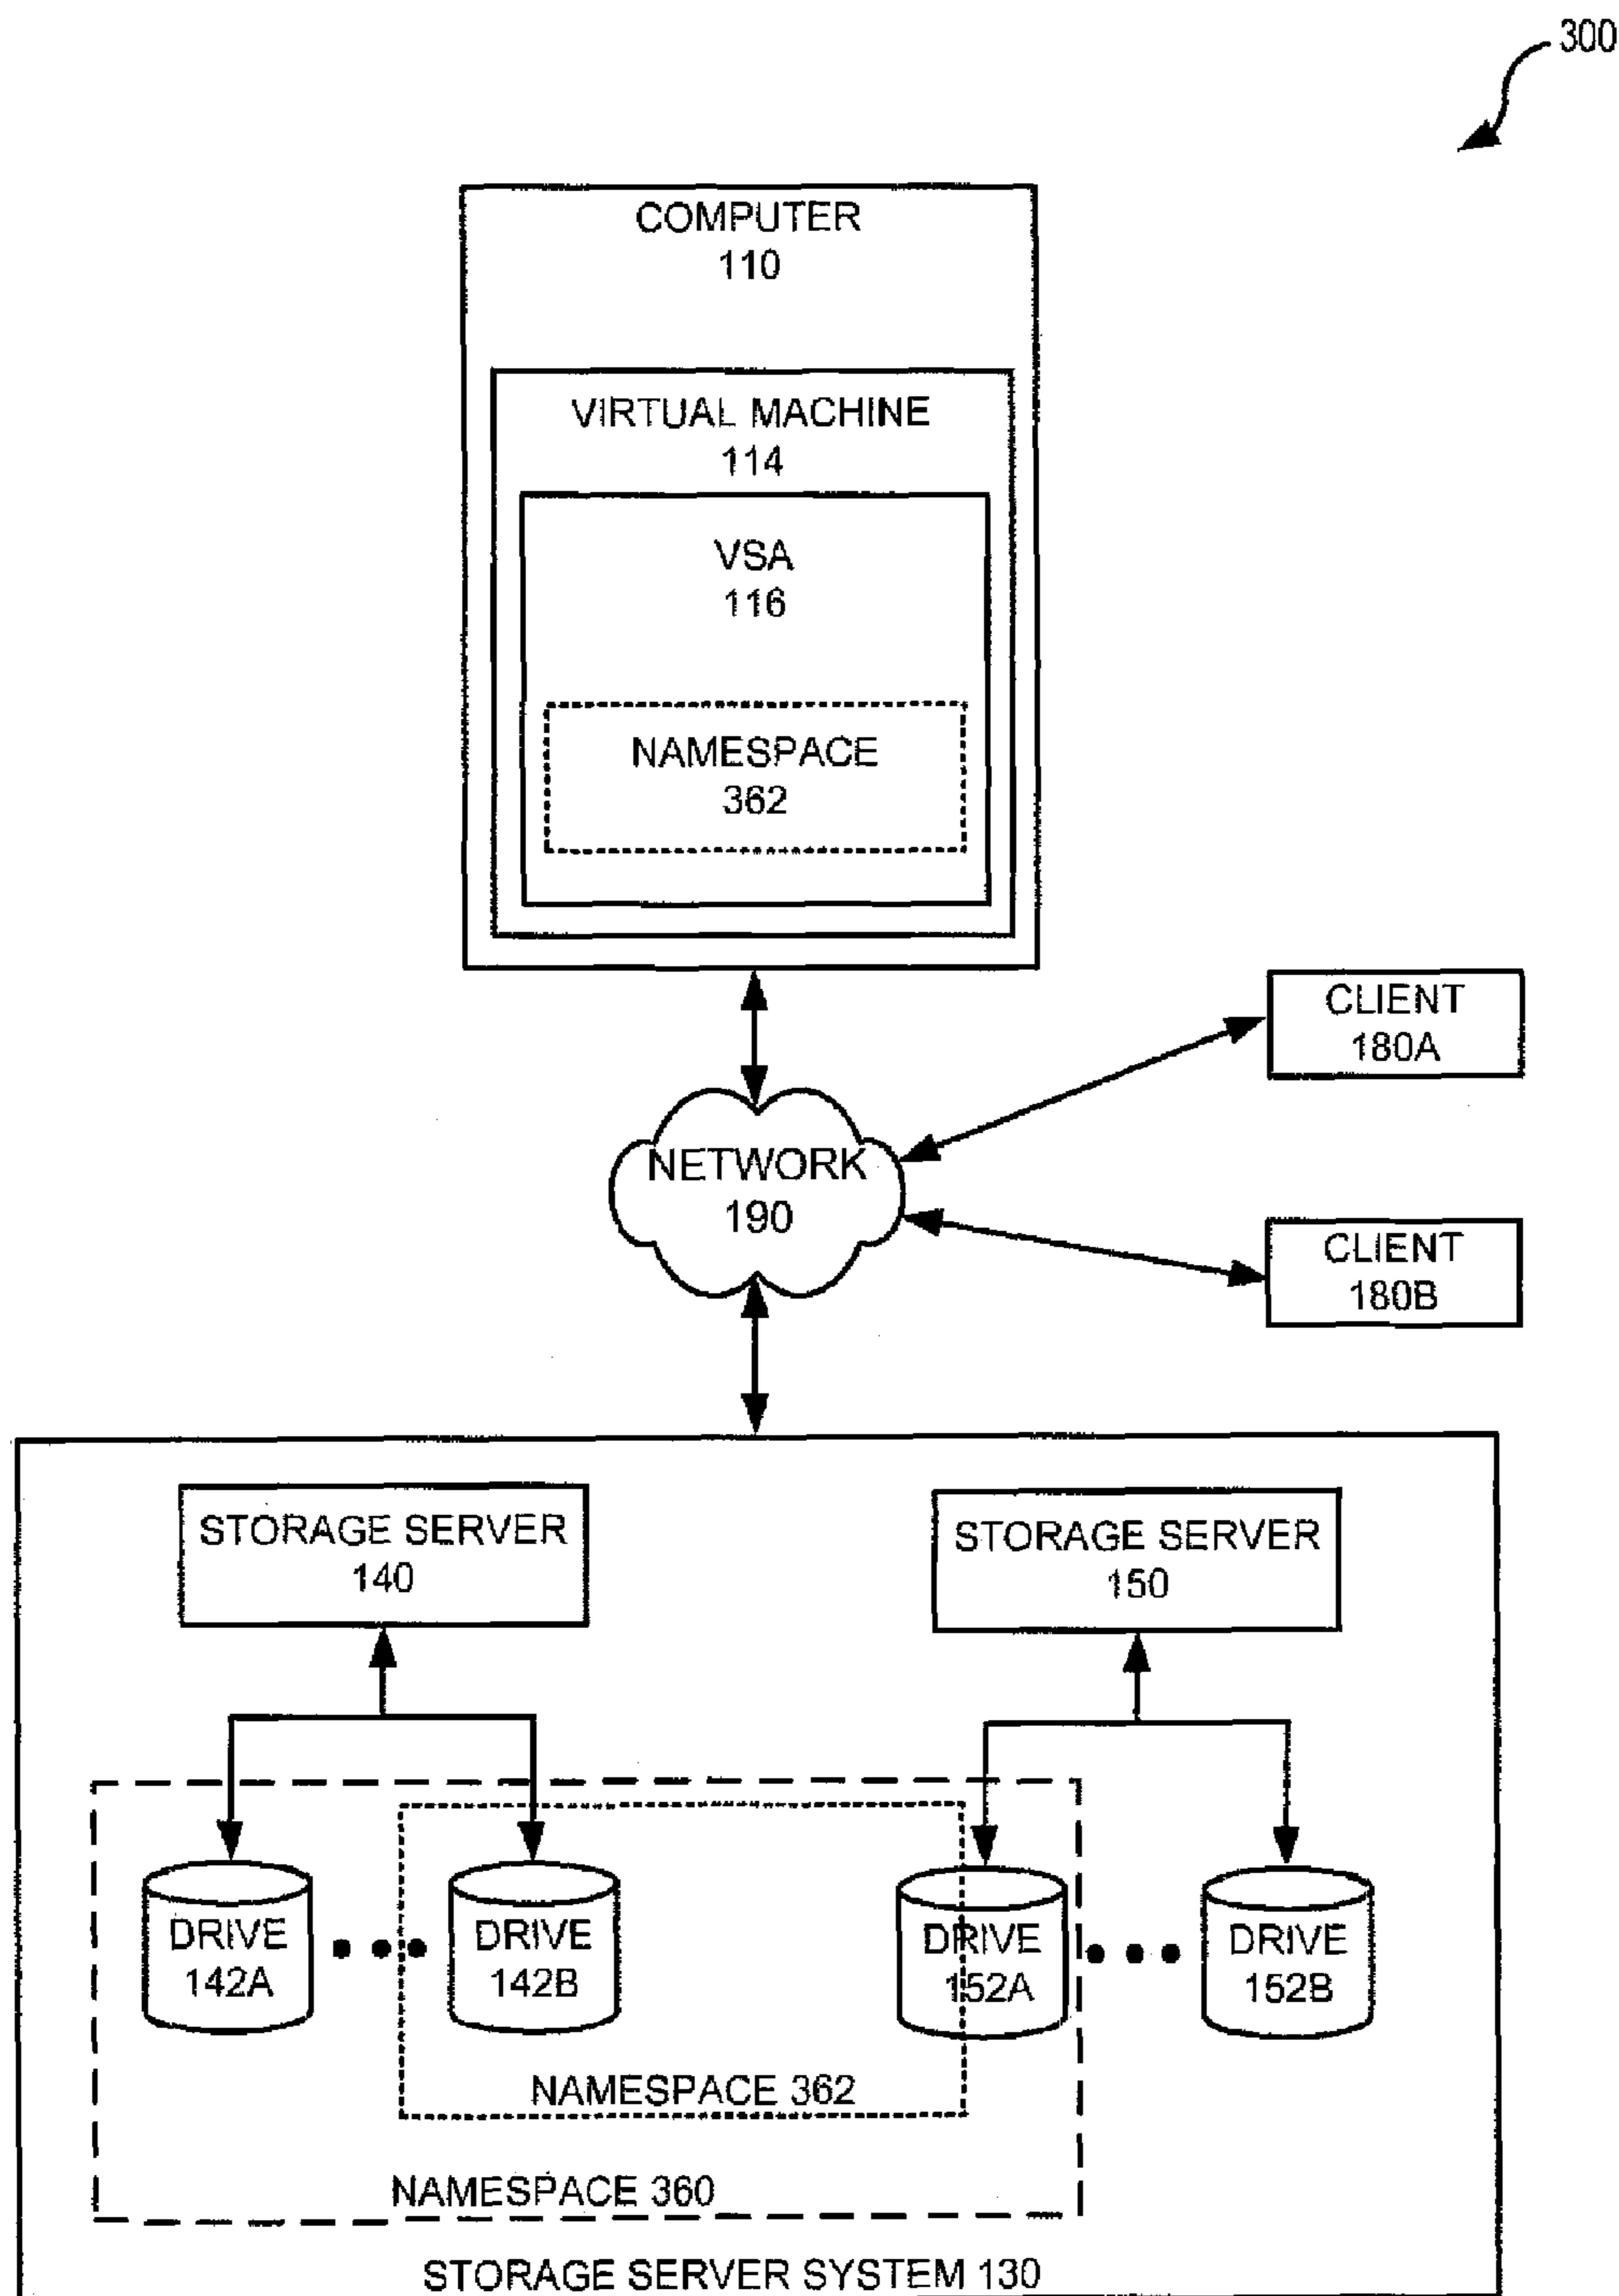 300
COMPUTER
110
VIRTUAL MACHINE
114
VSA
116
NAMESPACE
362
CLIENT
180A
NETWORK
190
CLIENT
180B
STORAGE SERVER
140
STORAGE SERVER
150
DRIVE
142A
DRIVE
142B
DRIVE
152A
DRIVE
152B
NAMESPACE 362
NAMESPACE 360
STORAGE SERVER SYSTEM 130